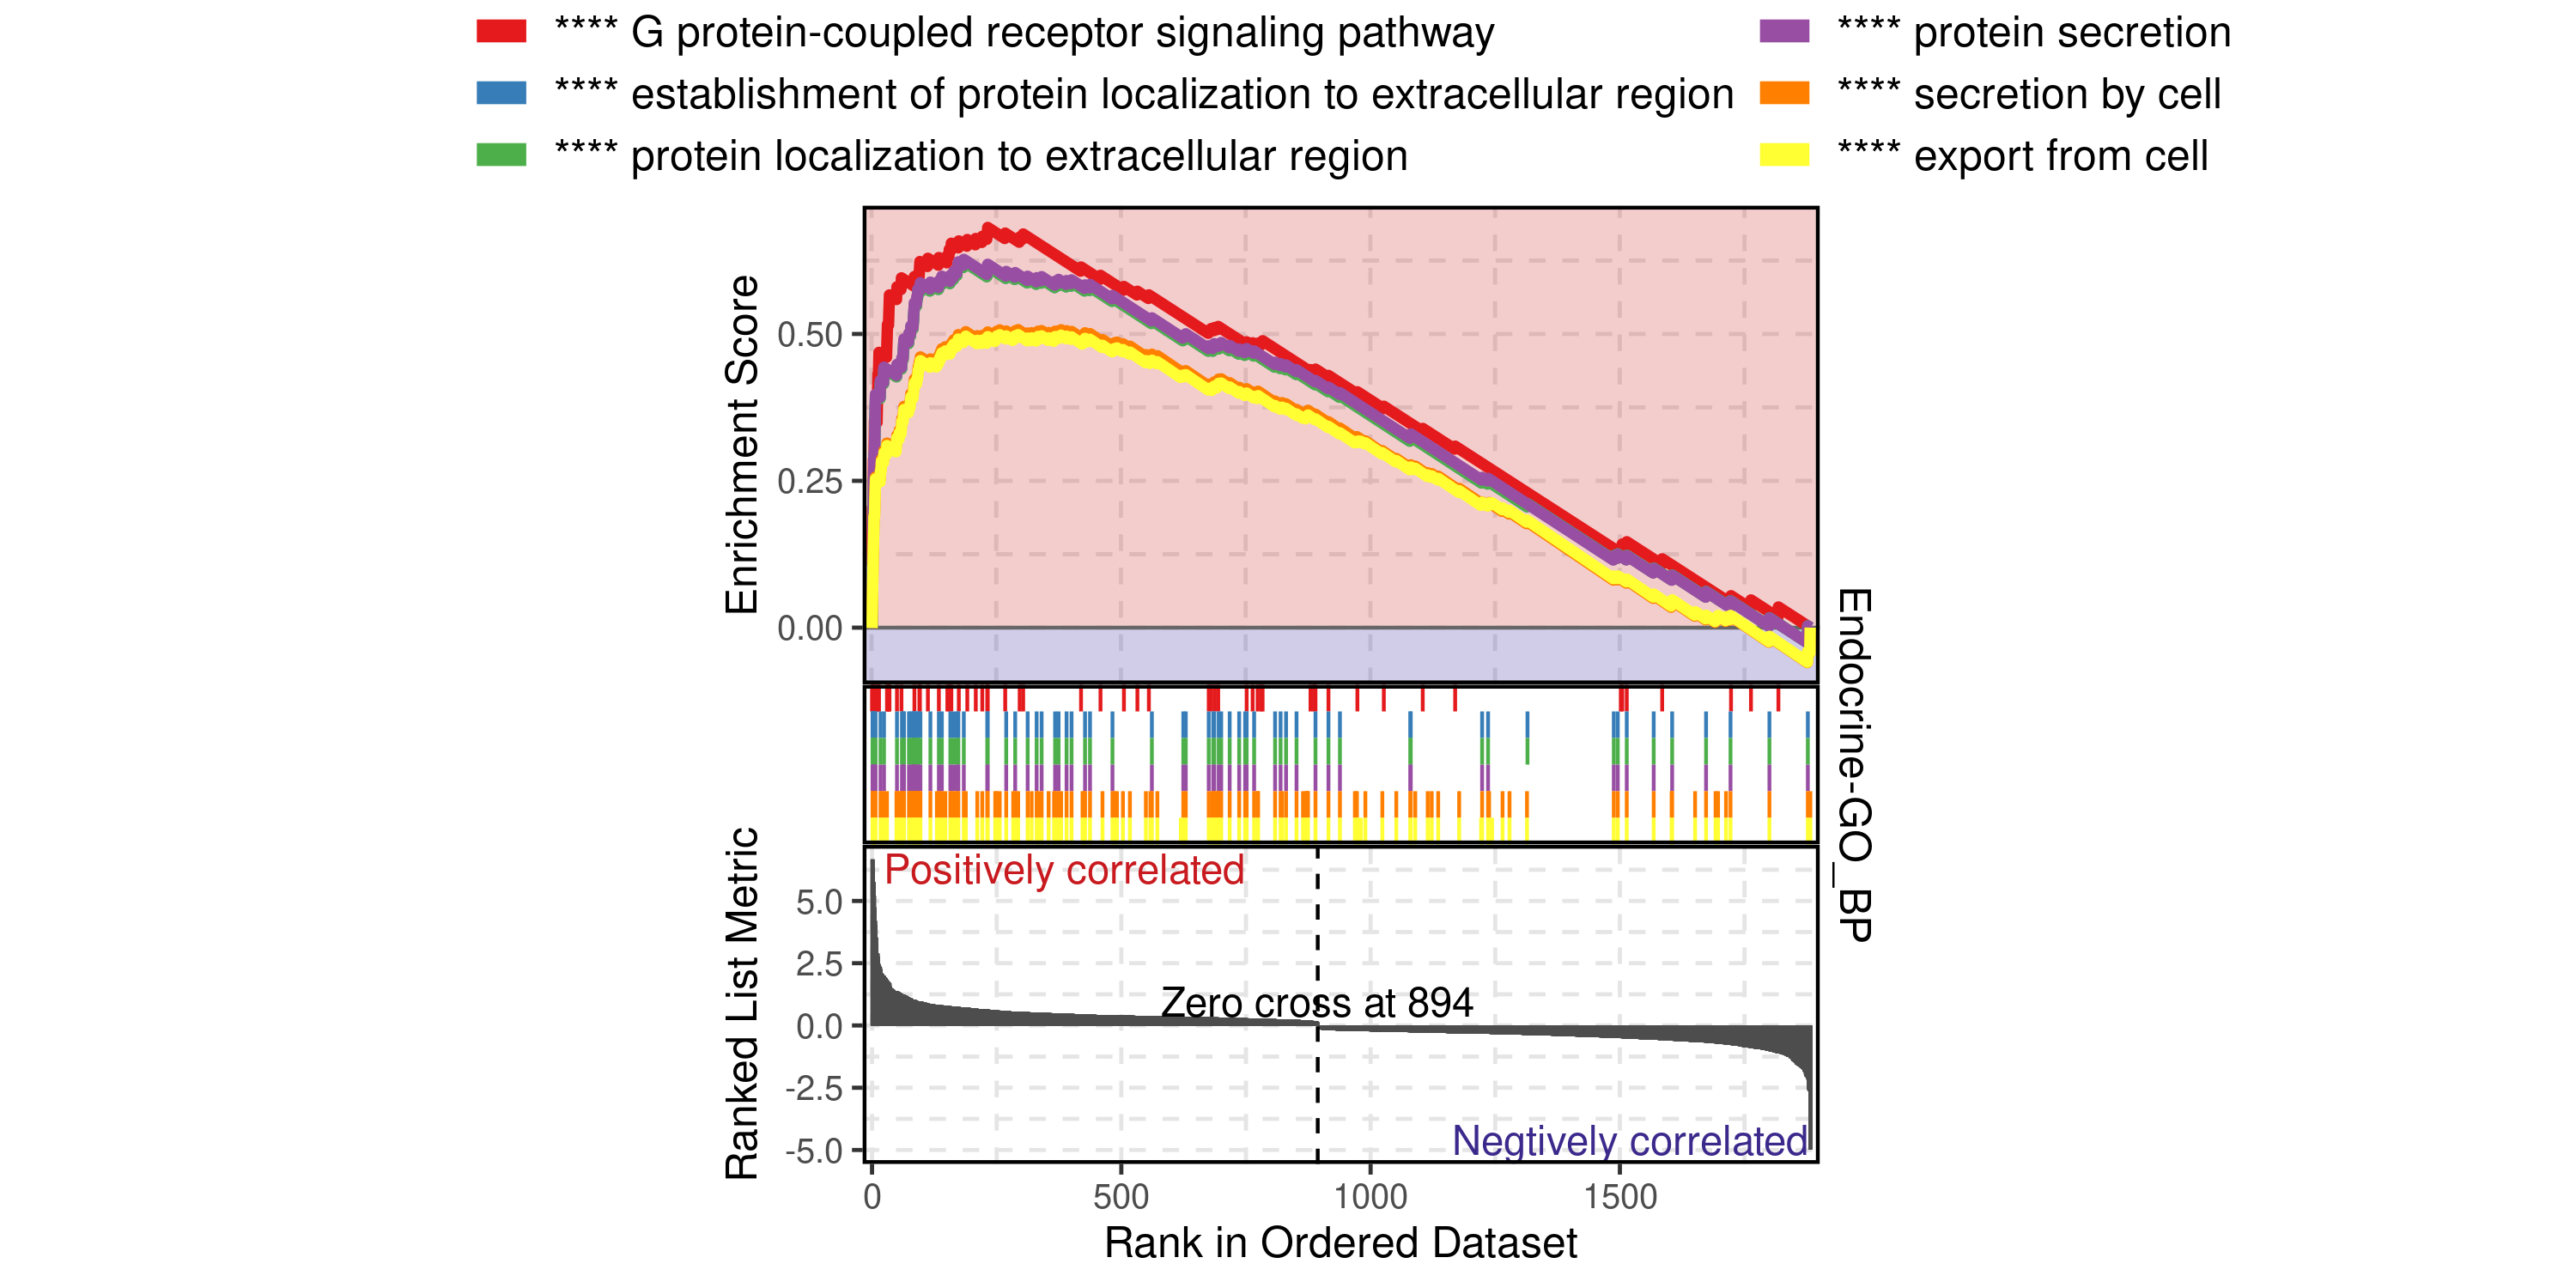 **** G protein-coupled receptor signaling pathway
**** establishment of protein localization to extracellular region
**** protein localization to extracellular region
**** protein secretion
**** secretion by cell
**** export from cell
Enrichment Score
0.50
0.25
0.00
Endocrine-GO_BP
Ranked List Metric
5.0
2.5
0.0
-2.5
-5.0
Positively correlated
Zero cross at 894
Negtively correlated
0 500 1000 1500
Rank in Ordered Dataset